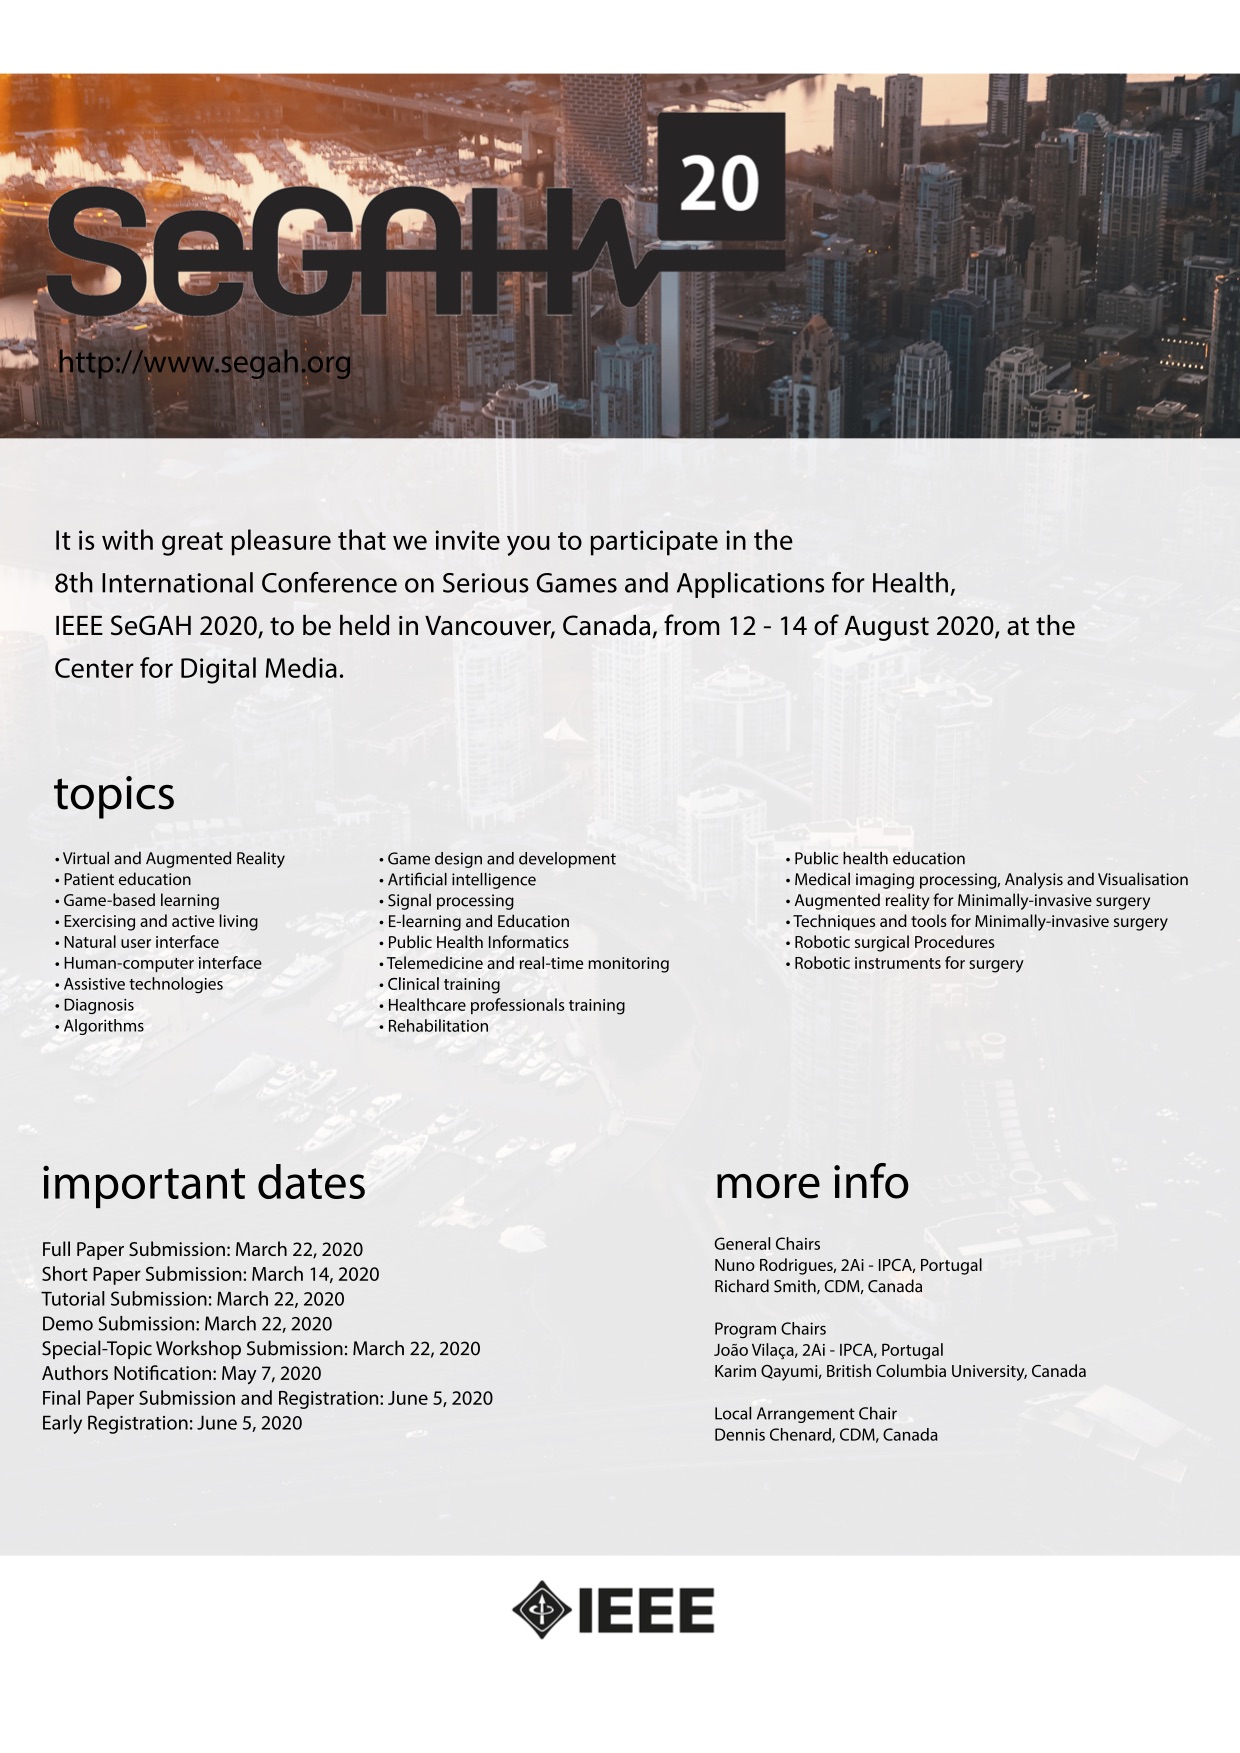 SeGAH
20
http://www.segah.org
It is with great pleasure that we invite you to participate in the
8th International Conference on Serious Games and Applications for Health,
IEEE SeGAH 2020, to be held in Vancouver, Canada, from 12 - 14 of August 2020, at the
Center for Digital Media.
topics
• Virtual and Augmented Reality
• Patient education
• Game-based learning
• Exercising and active living
• Natural user interface
• Human-computer interface
• Assistive technologies
• Diagnosis
• Algorithms
• Game design and development
• Artificial intelligence
• Signal processing
• E-learning and Education
• Public Health Informatics
• Telemedicine and real-time monitoring
• Clinical training
• Healthcare professionals training
• Rehabilitation
• Public health education
• Medical imaging processing, Analysis and Visualisation
• Augmented reality for Minimally-invasive surgery
• Techniques and tools for Minimally-invasive surgery
• Robotic surgical Procedures
• Robotic instruments for surgery
important dates
Full Paper Submission: March 22, 2020
Short Paper Submission: March 14, 2020
Tutorial Submission: March 22, 2020
Demo Submission: March 22, 2020
Special-Topic Workshop Submission: March 22, 2020
Authors Notification: May 7, 2020
Final Paper Submission and Registration: June 5, 2020
Early Registration: June 5, 2020
more info
General Chairs
Nuno Rodrigues, 2Ai - IPCA, Portugal
Richard Smith, CDM, Canada
Program Chairs
João Vilaça, 2Ai - IPCA, Portugal
Karim Qayumi, British Columbia University, Canada
Local Arrangement Chair
Dennis Chenard, CDM, Canada
IEEE